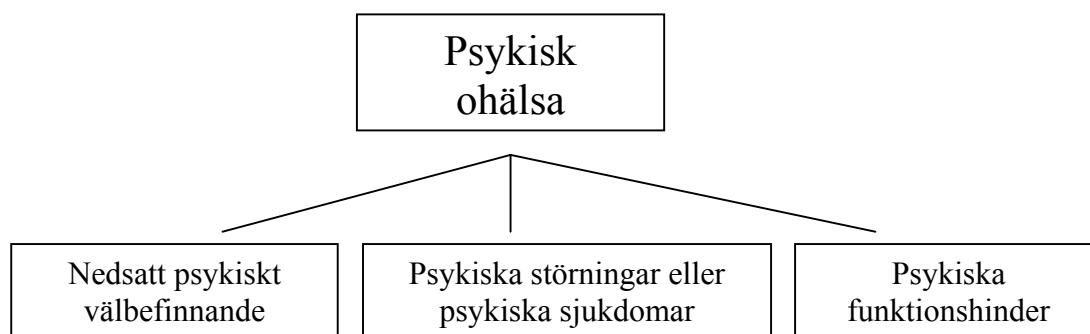 Psykisk
ohälsa
Nedsatt psykiskt
välbefinnande
Psykiska störningar eller
psykiska sjukdomar
Psykiska
funktionshinder